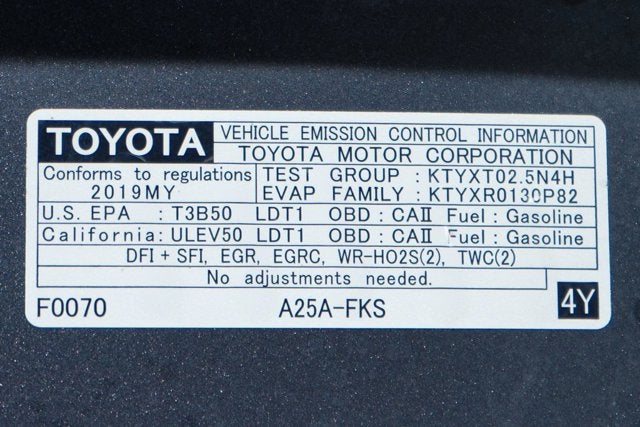 TOYOTA VEHICLE EMISSION CONTROL INFORMATION
TOYOTA MOTOR CORPORATION
Conforms to regulations TEST GROUP : KTYXT02.5N4H
2019MY EVAP FAMILY : KTYXR0130P82
U.S. EPA : T3B50 LDT1 OBD : CAII Fuel : Gasoline
California : ULEV50 LDT1 OBD : CAII Fuel : Gasoline
DFI + SFI, EGR, EGRC, WR-HO2S(2), TWC(2)
No adjustments needed.
F0070 A25A-FKS 4Y